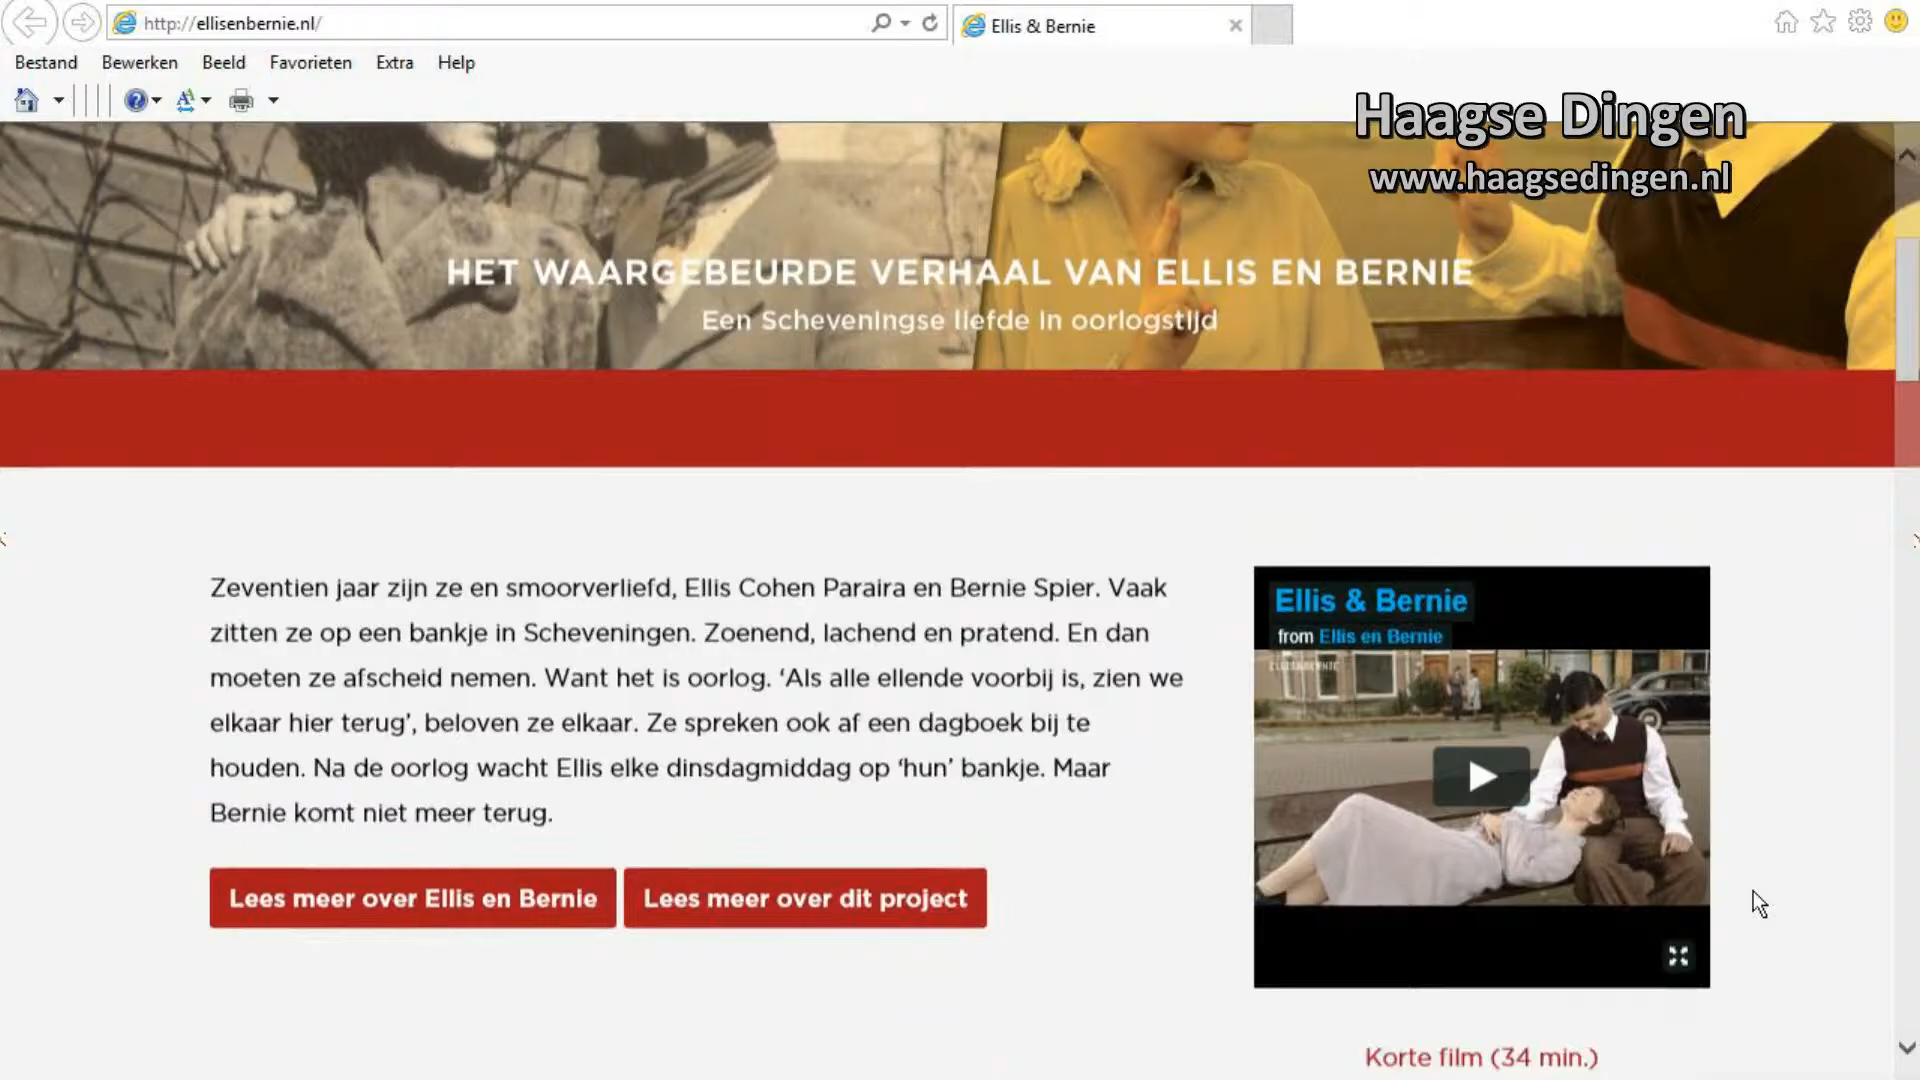 http://ellisenbernie.nl/
Ellis & Bernie
Bestand Bewerken Beeld Favorieten Extra Help
Haagse Dingen
www.haagsedingen.nl
HET WAARGEBEURDE VERHAAL VAN ELLIS EN BERNIE
Een Scheveningse liefde in oorlogstijd
Zeventien jaar zijn ze en smoorverliefd, Ellis Cohen Paraira en Bernie Spier. Vaak
zitten ze op een bankje in Scheveningen. Zoenend, lachend en pratend. En dan
moeten ze afscheid nemen. Want het is oorlog. ‘Als alle ellende voorbij is, zien we
elkaar hier terug’, beloven ze elkaar. Ze spreken ook af een dagboek bij te
houden. Na de oorlog wacht Ellis elke dinsdagmiddag op ‘hun’ bankje. Maar
Bernie komt niet meer terug.
Lees meer over Ellis en Bernie
Lees meer over dit project
Ellis & Bernie
from Ellis en Bernie
Korte film (34 min.)